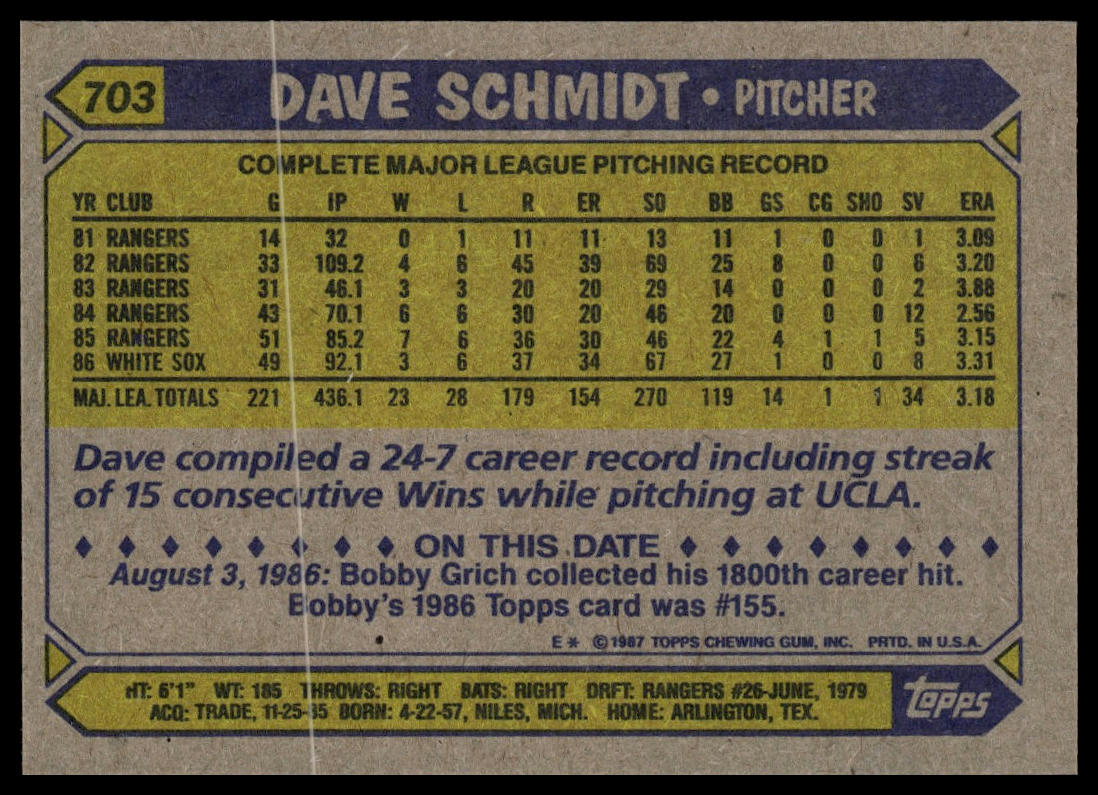 703 DAVE SCHMIDT • PITCHER
COMPLETE MAJOR LEAGUE PITCHING RECORD
YR CLUB G IP W L R ER SO BB GS CG SHO SV ERA
81 RANGERS 14 32 0 1 11 11 13 11 1 0 0 1 3.09
82 RANGERS 33 109.2 4 6 45 39 69 25 8 0 0 6 3.20
83 RANGERS 31 46.1 3 3 20 20 29 14 0 0 0 2 3.88
84 RANGERS 43 70.1 6 6 30 20 46 20 0 0 0 12 2.56
85 RANGERS 51 85.2 7 6 36 30 46 22 4 1 1 5 3.15
86 WHITE SOX 49 92.1 3 6 37 34 67 27 1 0 0 8 3.31
MAJ. LEA. TOTALS 221 436.1 23 28 179 154 270 119 14 1 1 34 3.18
Dave compiled a 24-7 career record including streak
of 15 consecutive Wins while pitching at UCLA.
ON THIS DATE
August 3, 1986: Bobby Grich collected his 1800th career hit.
Bobby's 1986 Topps card was #155.
E * © 1987 TOPPS CHEWING GUM, INC. PRTD. IN U.S.A.
HT: 6'1" WT: 185 THROWS: RIGHT BATS: RIGHT DRFT: RANGERS #26-JUNE, 1979
ACQ: TRADE, 11-25-85 BORN: 4-22-57, NILES, MICH. HOME: ARLINGTON, TEX.
topps